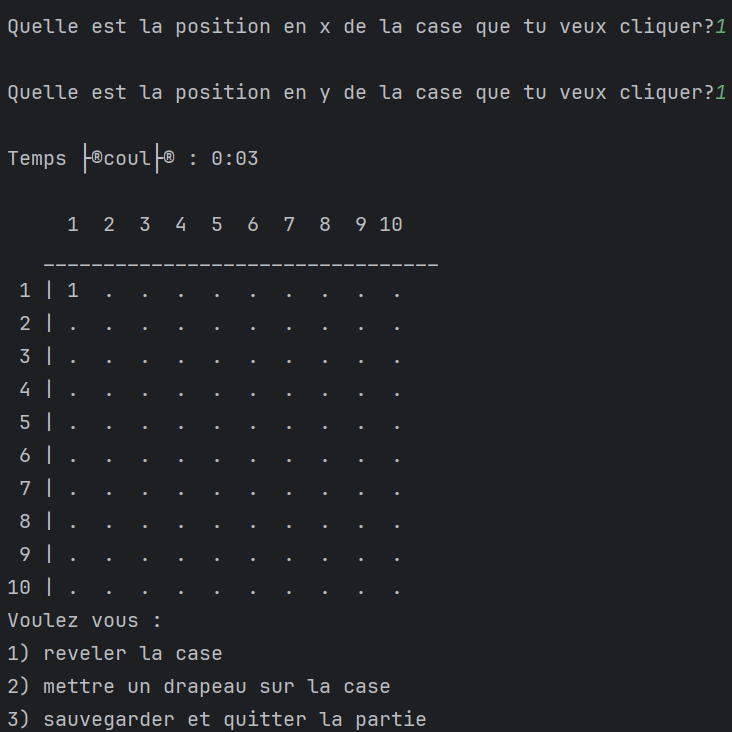 Quelle est la position en x de la case que tu veux cliquer?1
Quelle est la position en y de la case que tu veux cliquer?1
Temps ├®coul├® : 0:03
1 2 3 4 5 6 7 8 9 10
_________________________________
1 | 1 . . . . . . . . .
2 | . . . . . . . . . .
3 | . . . . . . . . . .
4 | . . . . . . . . . .
5 | . . . . . . . . . .
6 | . . . . . . . . . .
7 | . . . . . . . . . .
8 | . . . . . . . . . .
9 | . . . . . . . . . .
10 | . . . . . . . . . .
Voulez vous :
1) reveler la case
2) mettre un drapeau sur la case
3) sauvegarder et quitter la partie